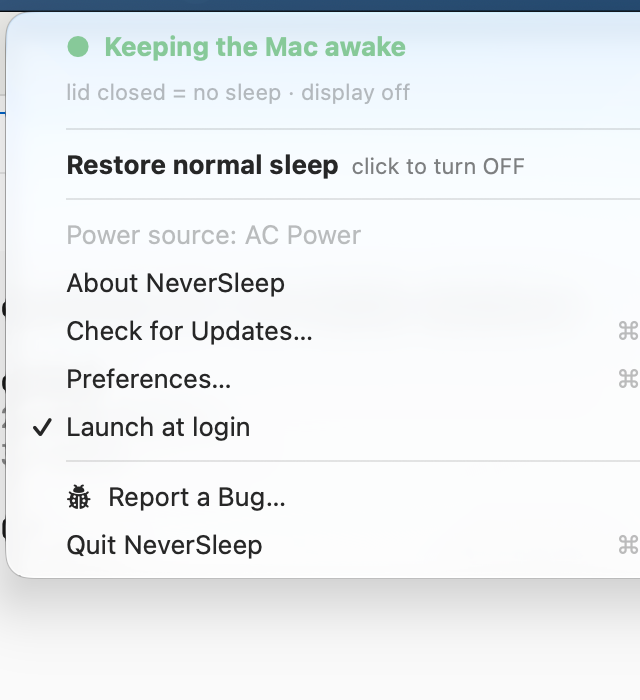 Keeping the Mac awake
lid closed = no sleep · display off
Restore normal sleep click to turn OFF
Power source: AC Power
About NeverSleep
Check for Updates... ⌘
Preferences... ⌘
✓ Launch at login
Report a Bug...
Quit NeverSleep ⌘